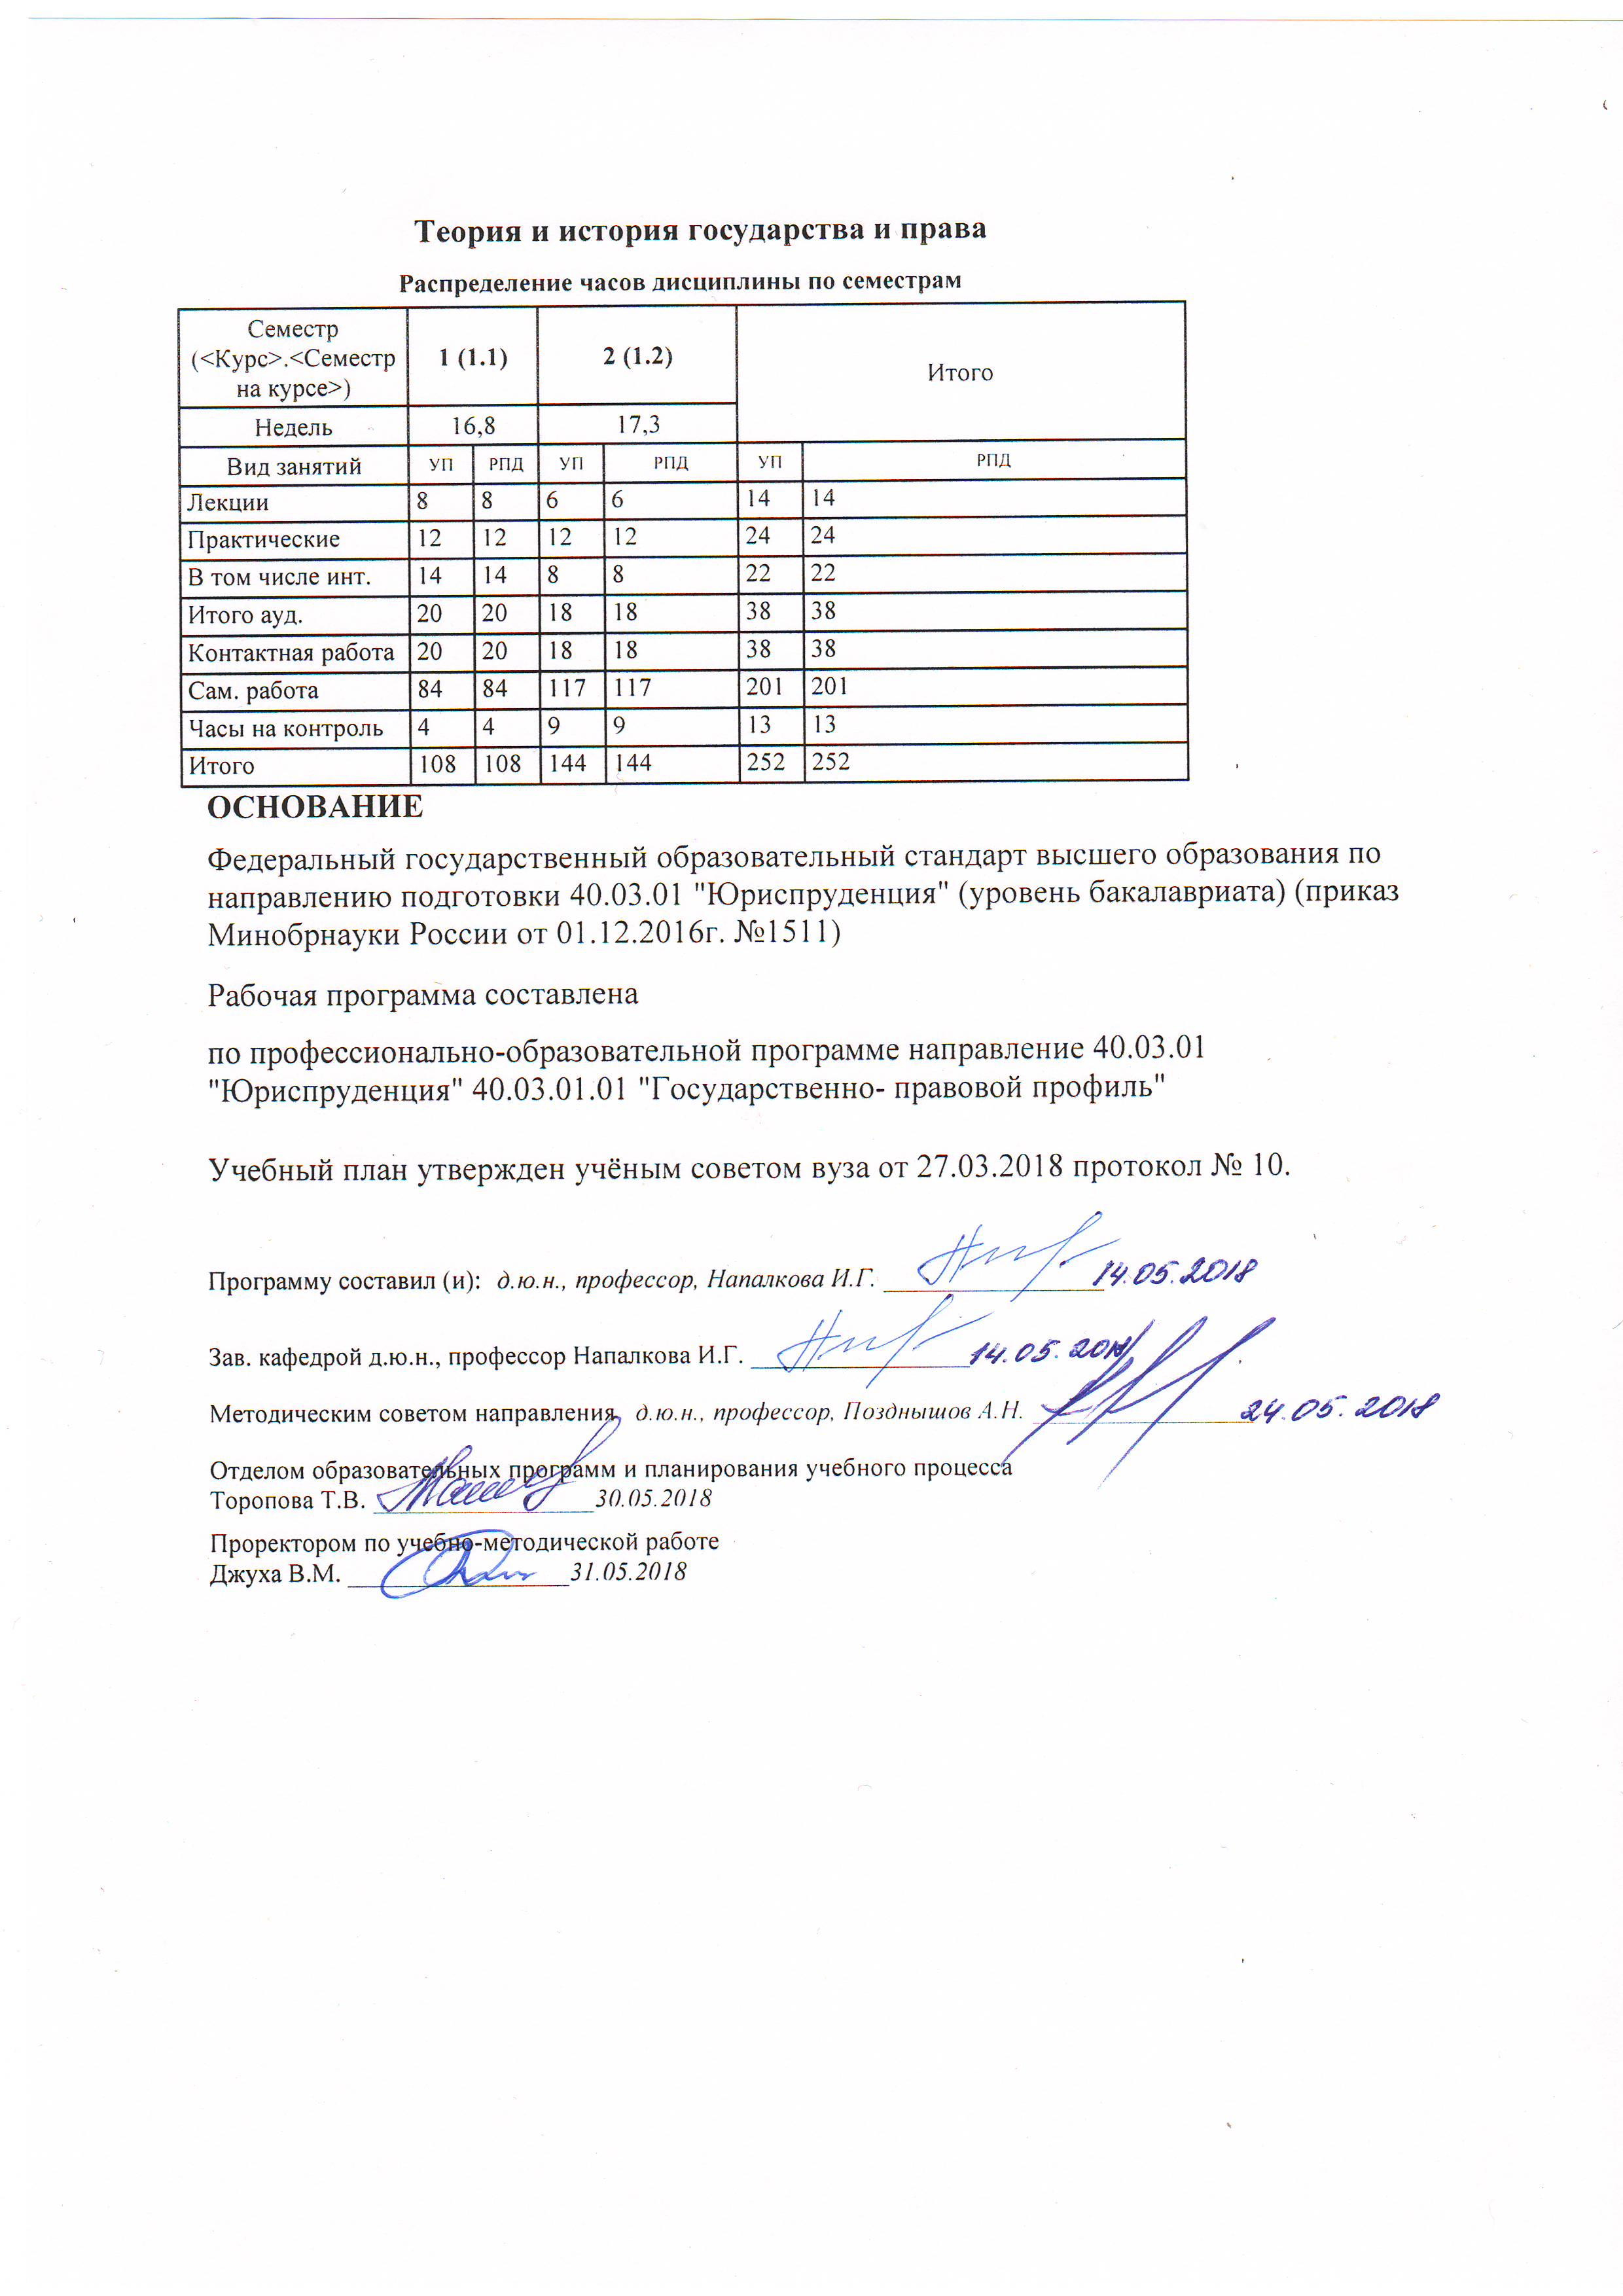 Теория и история государства и права
Распределение часов дисциплины по семестрам
Семестр (<Курс>.<Семестр на курсе>) 1 (1.1) 2 (1.2) Итого
Недель 16,8 17,3
Вид занятий УП РПД УП РПД УП РПД
Лекции 8 8 6 6 14 14
Практические 12 12 12 12 24 24
В том числе инт. 14 14 8 8 22 22
Итого ауд. 20 20 18 18 38 38
Контактная работа 20 20 18 18 38 38
Сам. работа 84 84 117 117 201 201
Часы на контроль 4 4 9 9 13 13
Итого 108 108 144 144 252 252
ОСНОВАНИЕ
Федеральный государственный образовательный стандарт высшего образования по
направлению подготовки 40.03.01 "Юриспруденция" (уровень бакалавриата) (приказ
Минобрнауки России от 01.12.2016г. №1511)
Рабочая программа составлена
по профессионально-образовательной программе направление 40.03.01
"Юриспруденция" 40.03.01.01 "Государственно- правовой профиль"
Учебный план утвержден учёным советом вуза от 27.03.2018 протокол № 10.
Программу составил (и): д.ю.н., профессор, Напалкова И.Г. 14.05.2018
Зав. кафедрой д.ю.н., профессор Напалкова И.Г. 14.05.2018
Методическим советом направления д.ю.н., профессор, Позднышов А.Н. 24.05.2018
Отделом образовательных программ и планирования учебного процесса
Торопова Т.В. 30.05.2018
Проректором по учебно-методической работе
Джуха В.М. 31.05.2018